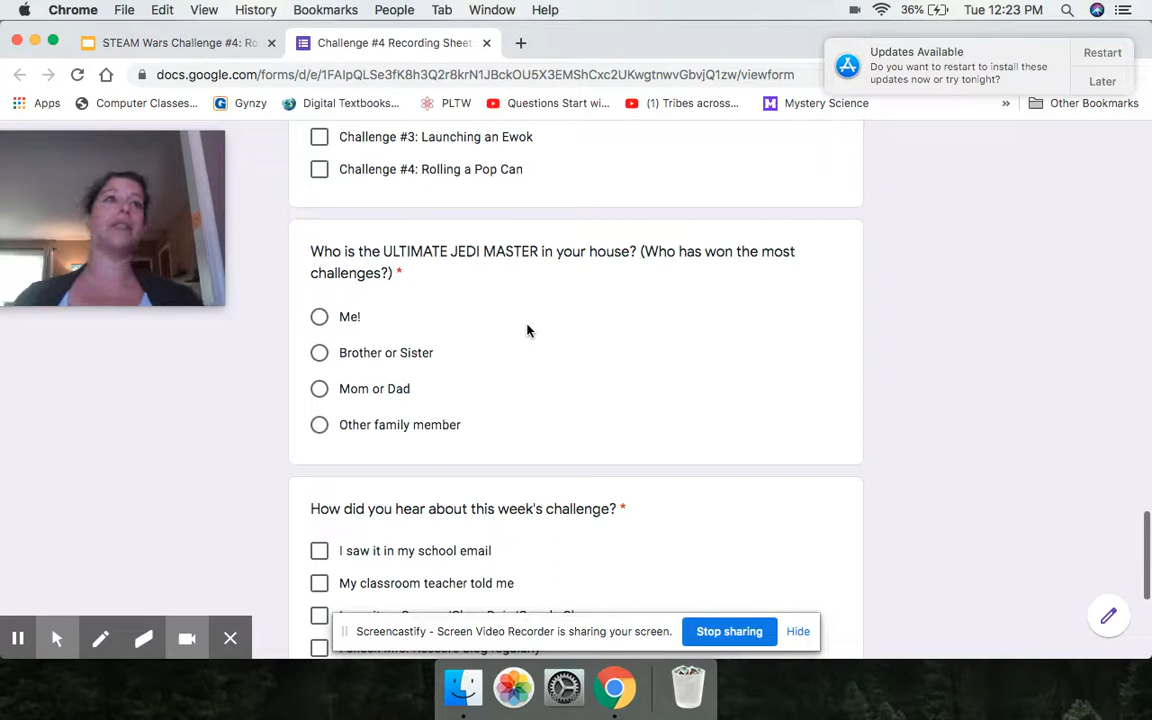 Chrome File Edit View History Bookmarks People Tab Window Help 36% Tue 12:23 PM
STEAM Wars Challenge #4: Ro
Challenge #4 Recording Sheet
docs.google.com/forms/d/e/1FAIpQLSe3fK8h3Q2r8krN1JBckOU5X3EMShCxc2UKwgtnwvGbvjQ1zw/viewform
Updates Available
Do you want to restart to install these
updates now or try tonight?
Restart
Later
Apps Computer Classes... Gynzy Digital Textbooks... PLTW Questions Start wi... (1) Tribes across... Mystery Science » Other Bookmarks
Challenge #3: Launching an Ewok
Challenge #4: Rolling a Pop Can
Who is the ULTIMATE JEDI MASTER in your house? (Who has won the most
challenges?) *
Me!
Brother or Sister
Mom or Dad
Other family member
How did you hear about this week's challenge? *
I saw it in my school email
My classroom teacher told me
Screencastify - Screen Video Recorder is sharing your screen.
Stop sharing
Hide